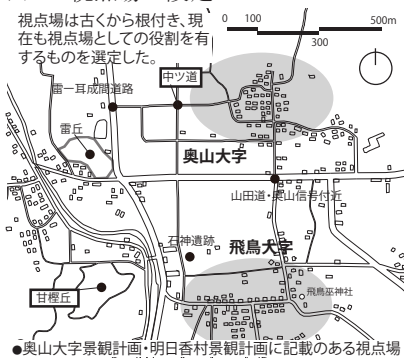 視点場は古くから根付き、現
在も視点場としての役割を有
するものを選定した。
0 100 500m
300
中ツ道
雷ー耳成間道路
雷丘
奥山大字
山田道・奥山信号付近
石神遺跡
飛鳥大字
甘樫丘
飛鳥巫神社
●奥山大字景観計画・明日香村景観計画に記載のある視点場